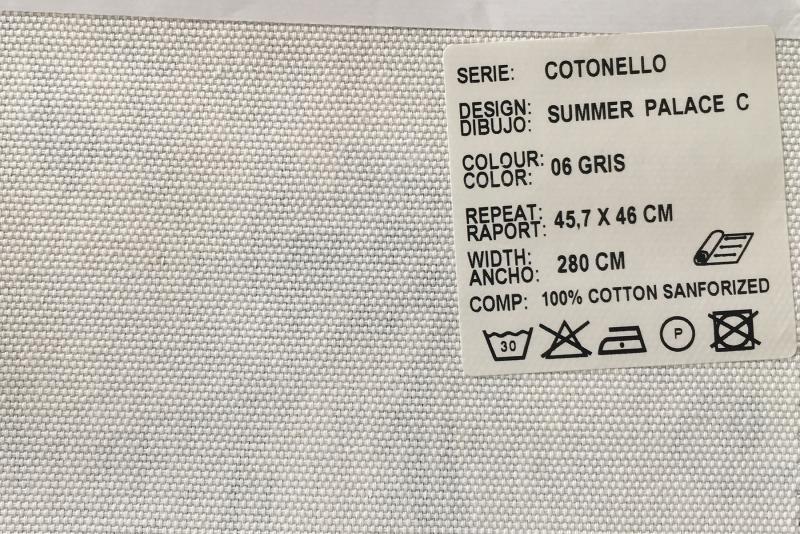 SERIE: COTONELLO
DESIGN:
DIBUJO: SUMMER PALACE C
COLOUR:
COLOR: 06 GRIS
REPEAT:
RAPORT: 45,7 X 46 CM
WIDTH:
ANCHO: 280 CM
COMP: 100% COTTON SANFORIZED
30 P